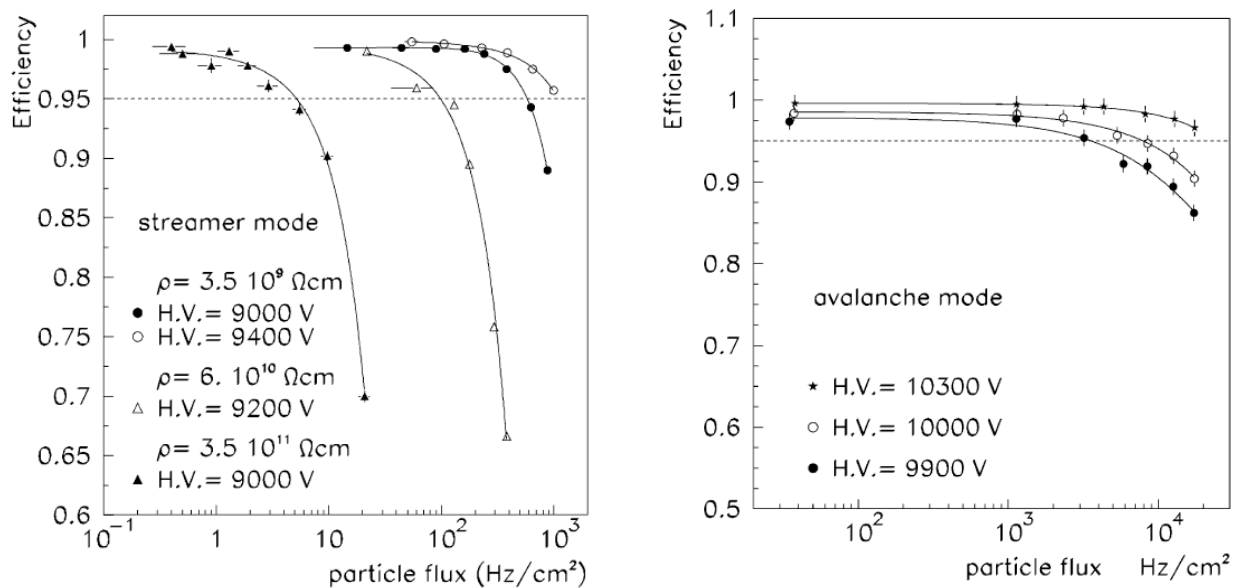 Efficiency
1
0.95
0.9
0.85
0.8
0.75
0.7
0.65
0.6
streamer mode
ρ= 3.5 10⁹ Ωcm
H.V.= 9000 V
H.V.= 9400 V
ρ= 6. 10¹⁰ Ωcm
H.V.= 9200 V
ρ= 3.5 10¹¹ Ωcm
H.V.= 9000 V
10⁻¹ 1 10 10² 10³
particle flux (Hz/cm²)
Efficiency
1.1
1
0.9
0.8
0.7
0.6
0.5
avalanche mode
H.V.= 10300 V
H.V.= 10000 V
H.V.= 9900 V
10² 10³ 10⁴
particle flux Hz/cm²